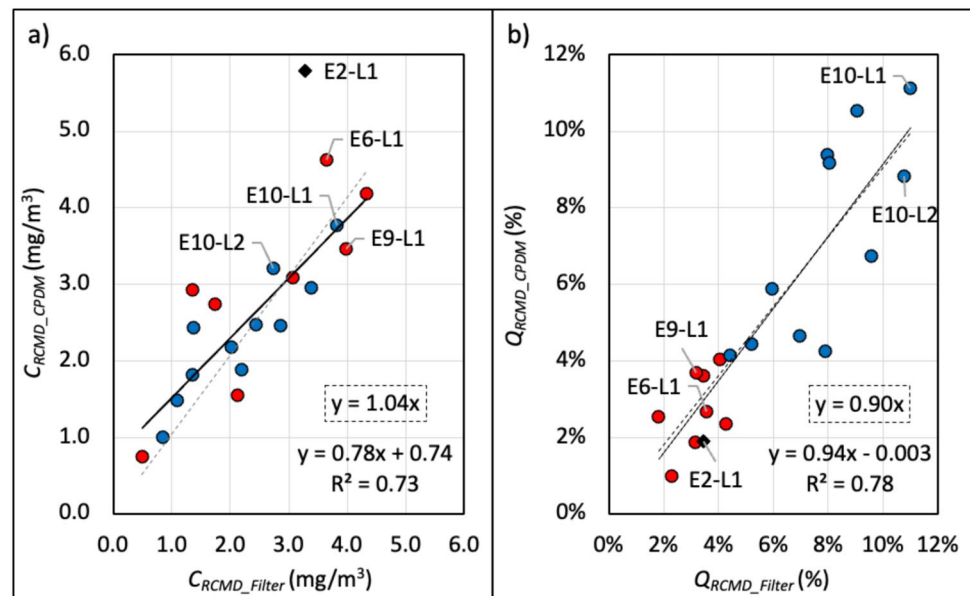 a)
6.0
5.0
4.0
3.0
2.0
1.0
0.0
0.0 1.0 2.0 3.0 4.0 5.0 6.0
C_RCMD_CPDM (mg/m³)
C_RCMD_Filter (mg/m³)
E2-L1
E6-L1
E10-L1
E10-L2
E9-L1
y = 1.04x
y = 0.78x + 0.74
R² = 0.73
b)
12%
10%
8%
6%
4%
2%
0%
0% 2% 4% 6% 8% 10% 12%
Q_RCMD_CPDM (%)
Q_RCMD_Filter (%)
E10-L1
E10-L2
E9-L1
E6-L1
E2-L1
y = 0.90x
y = 0.94x - 0.003
R² = 0.78